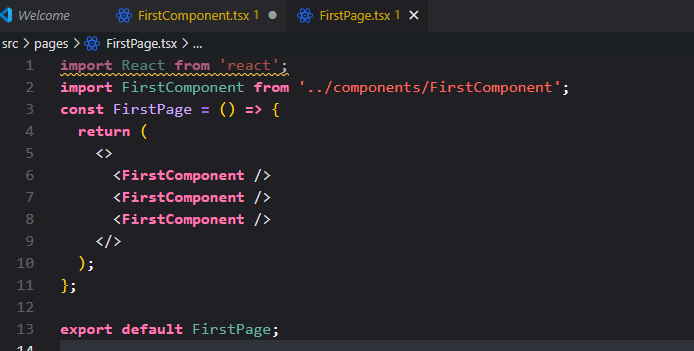 Welcome FirstComponent.tsx 1 FirstPage.tsx 1
src > pages > FirstPage.tsx > ...
1 import React from 'react';
2 import FirstComponent from '../components/FirstComponent';
3 const FirstPage = () => {
4   return (
5     <>
6       <FirstComponent />
7       <FirstComponent />
8       <FirstComponent />
9     </>
10   );
11 };
12
13 export default FirstPage;
14